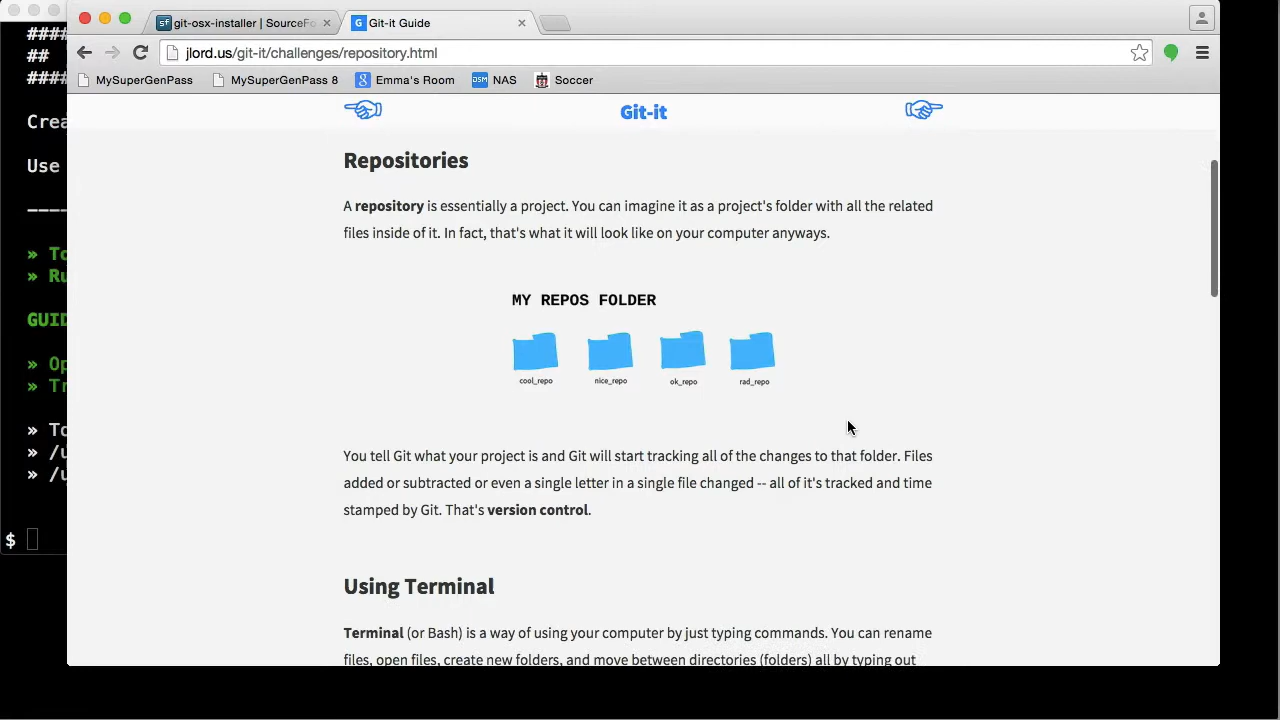 git-osx-installer | SourceFo
Git-it Guide
jlord.us/git-it/challenges/repository.html
MySuperGenPass
MySuperGenPass 8
Emma's Room
NAS
Soccer
####
##
####
Crea
Use
» To
» Ru
GUID
» Op
» Tr
» To
» /u
» /u
$
Git-it
Repositories
A repository is essentially a project. You can imagine it as a project's folder with all the related
files inside of it. In fact, that's what it will look like on your computer anyways.
MY REPOS FOLDER
cool_repo nice_repo ok_repo rad_repo
You tell Git what your project is and Git will start tracking all of the changes to that folder. Files
added or subtracted or even a single letter in a single file changed -- all of it's tracked and time
stamped by Git. That's version control.
Using Terminal
Terminal (or Bash) is a way of using your computer by just typing commands. You can rename
files, open files, create new folders, and move between directories (folders) all by typing out